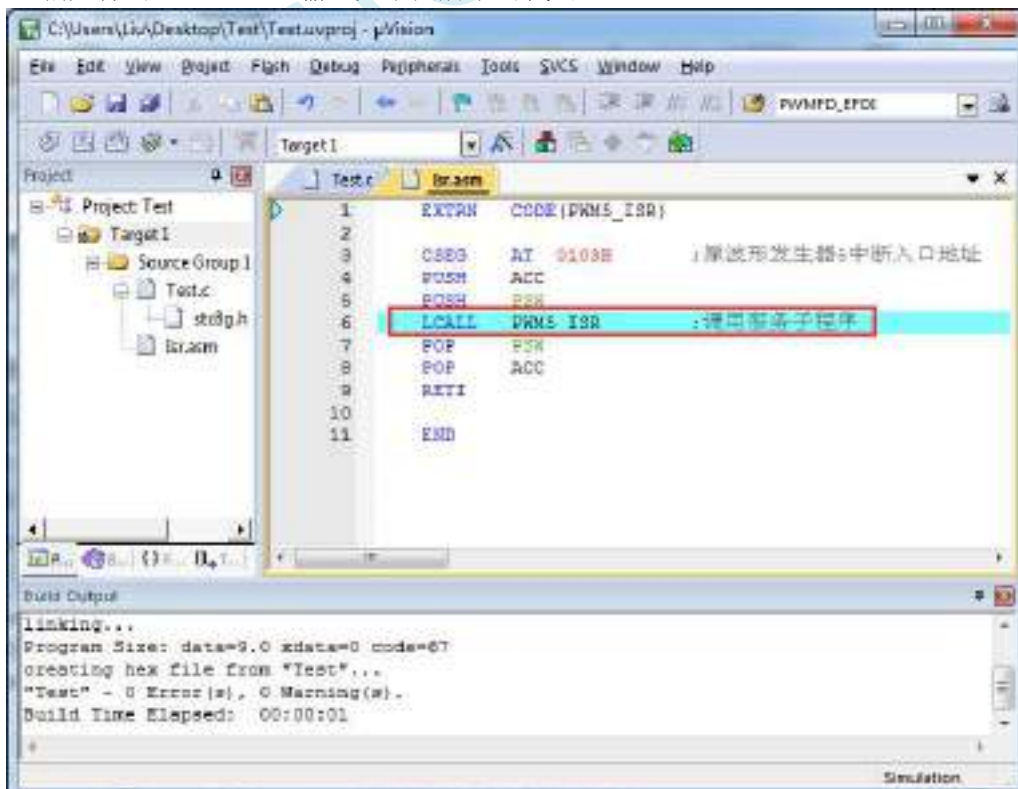 C:\Users\Liu\Desktop\Test\Test.uvproj - µVision
File Edit View Project Flash Debug Peripherals Tools SVCS Window Help
PWMFD_EFDI
Target 1
Project
Test.c isr.asm
Project: Test
Target 1
Source Group 1
Test.c
stc8g.h
isr.asm
1 EXTRN CODE(PWM5_ISR)
2
3 CSEG AT 0103H ;原波形发生器5中断入口地址
4 PUSH ACC
5 PUSH PSW
6 LCALL PWM5_ISR ;调用服务子程序
7 POP PSW
8 POP ACC
9 RETI
10
11 END
Build Output
linking...
Program Size: data=9.0 xdata=0 code=67
creating hex file from "Test"...
"Test" - 0 Error(s), 0 Warning(s).
Build Time Elapsed: 00:00:01
Simulation